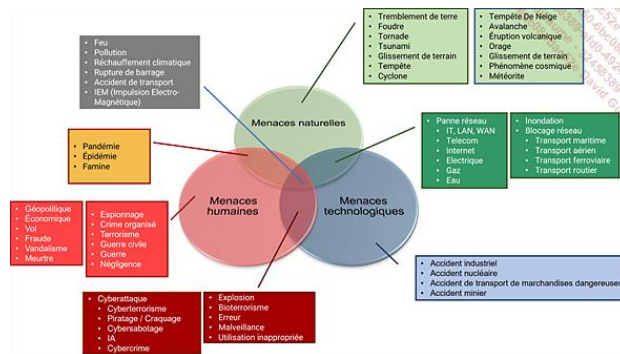 Tremblement de terre
Foudre
Tornade
Tsunami
Glissement de terrain
Tempête
Cyclone
Tempête De Neige
Avalanche
Éruption volcanique
Orage
Glissement de terrain
Phénomène cosmique
Météorite
Feu
Pollution
Réchauffement climatique
Rupture de barrage
Accident de transport
IEM (Impulsion Electro-
Magnétique)
Menaces naturelles
Pandémie
Épidémie
Famine
Panne réseau
IT, LAN, WAN
Telecom
Internet
Electrique
Gaz
Eau
Inondation
Blocage réseau
Transport maritime
Transport aérien
Transport ferroviaire
Transport routier
Menaces
humaines
Menaces
technologiques
Géopolitique
Économique
Vol
Fraude
Vandalisme
Meurtre
Espionnage
Crime organisé
Terrorisme
Guerre civile
Guerre
Négligence
Accident industriel
Accident nucléaire
Accident de transport de marchandises dangereuses
Accident minier
Cyberattaque
Cyberterrorisme
Piratage / Craquage
Cybersabotage
IA
Cybercrime
Explosion
Bioterrorisme
Erreur
Malveillance
Utilisation inappropriée